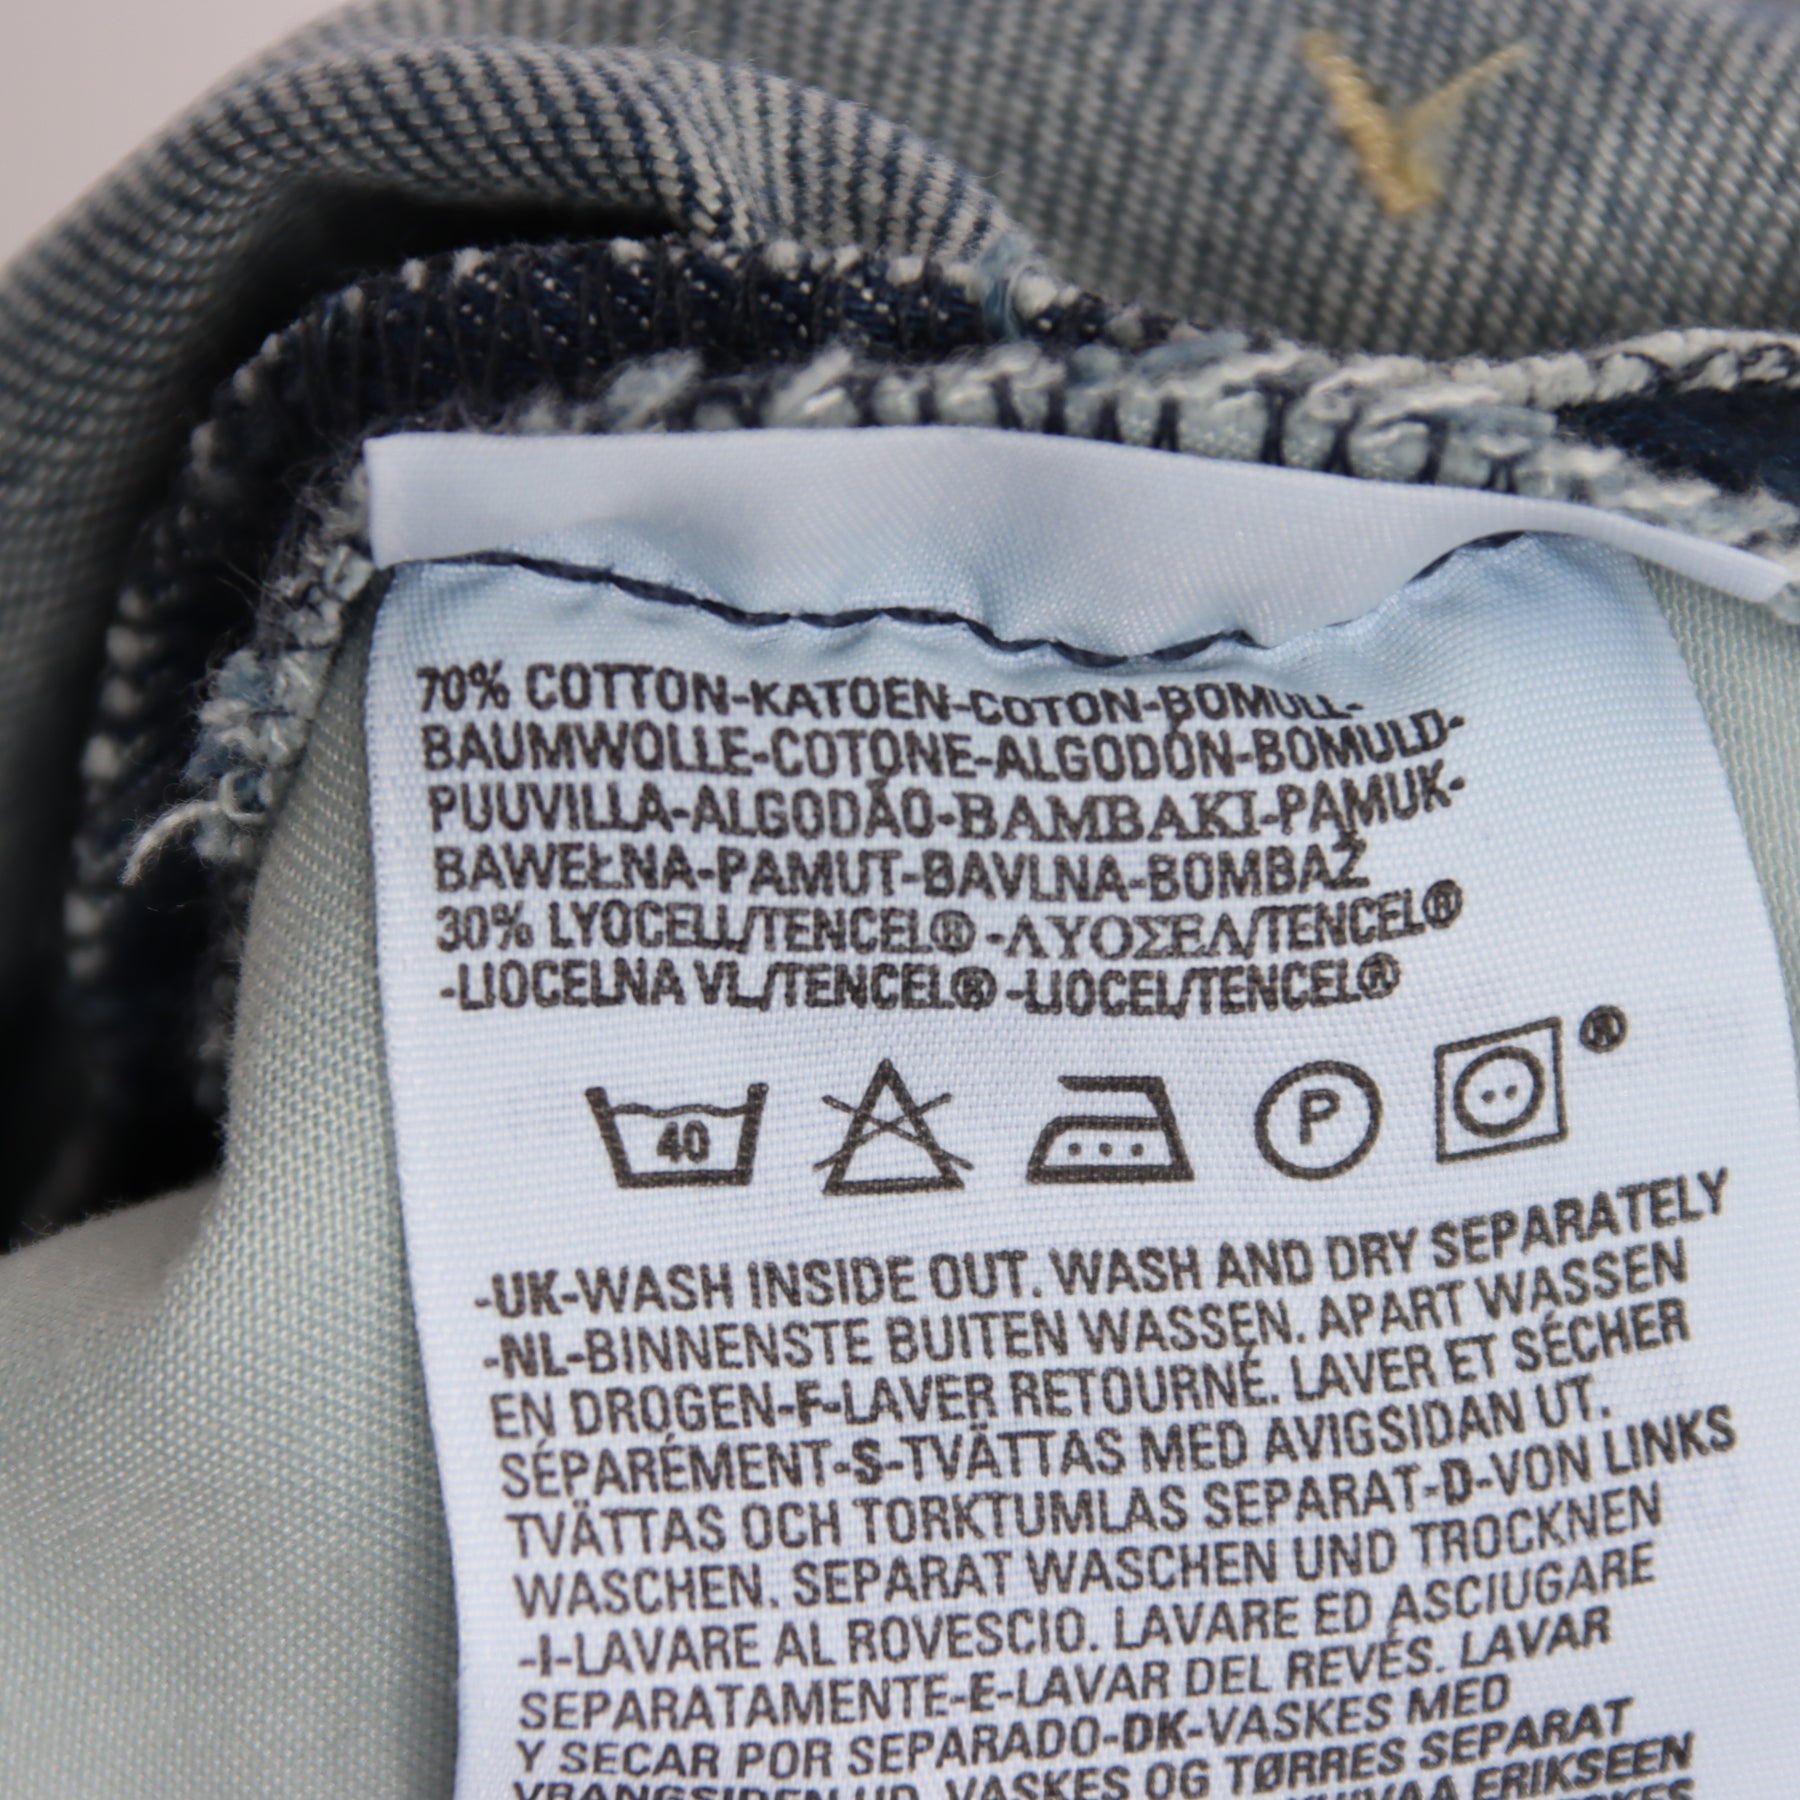 70% COTTON-KATOEN-COTON-BOMULL-
BAUMWOLLE-COTONE-ALGODÓN-BOMULD-
PUUVILLA-ALGODÃO-BAMBAKI-PAMUK-
BAWEŁNA-PAMUT-BAVLNA-BOMBAŽ
30% LYOCELL/TENCEL® -ΛΥΟΣΕΛ/TENCEL®
-LIOCELNA VL/TENCEL® -LIOCEL/TENCEL®
40 P ®
-UK-WASH INSIDE OUT. WASH AND DRY SEPARATELY
-NL-BINNENSTE BUITEN WASSEN. APART WASSEN
EN DROGEN-F-LAVER RETOURNÉ. LAVER ET SÉCHER
SÉPARÉMENT-S-TVÄTTAS MED AVIGSIDAN UT.
TVÄTTAS OCH TORKTUMLAS SEPARAT-D-VON LINKS
WASCHEN. SEPARAT WASCHEN UND TROCKNEN
-I-LAVARE AL ROVESCIO. LAVARE ED ASCIUGARE
SEPARATAMENTE-E-LAVAR DEL REVÉS. LAVAR
Y SECAR POR SEPARADO-DK-VASKES MED
VRANGSIDEN UD. VASKES OG TØRRES SEPARAT
ERIKSEEN